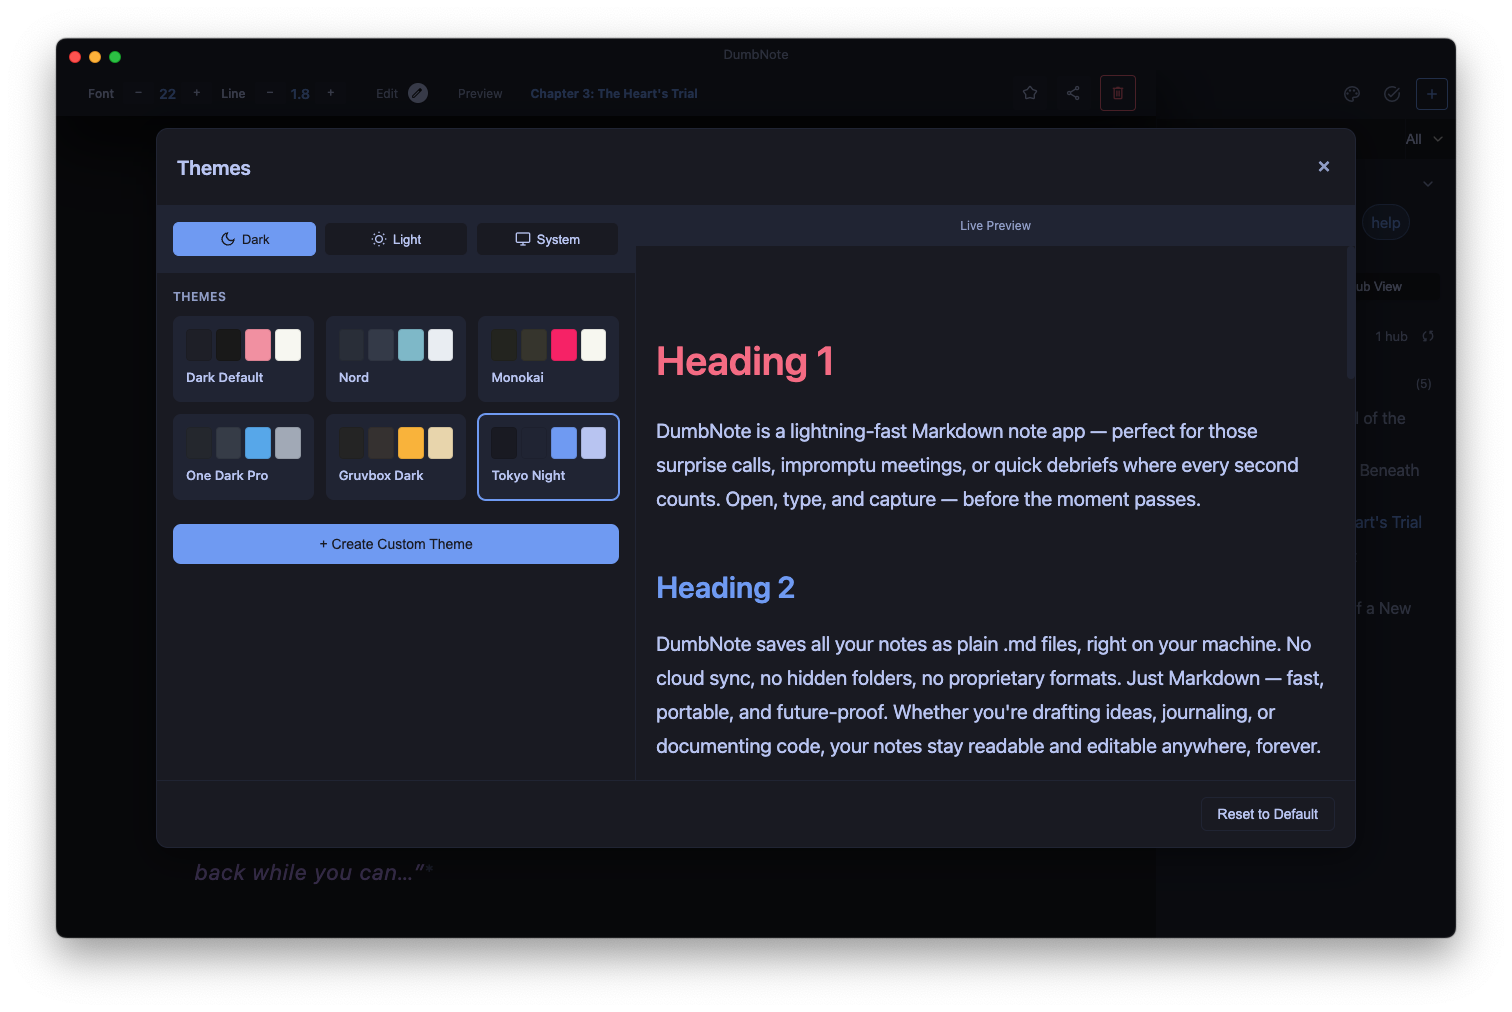 DumbNote
Font − 22 + Line − 1.8 + Edit Preview Chapter 3: The Heart's Trial
All
Themes
Dark Light System
Live Preview
help
THEMES
ub View
Dark Default Nord Monokai
1 hub
(5)
Heading 1
l of the
DumbNote is a lightning-fast Markdown note app — perfect for those
surprise calls, impromptu meetings, or quick debriefs where every second
counts. Open, type, and capture — before the moment passes.
One Dark Pro Gruvbox Dark Tokyo Night
Beneath
art's Trial
+ Create Custom Theme
Heading 2
f a New
DumbNote saves all your notes as plain .md files, right on your machine. No
cloud sync, no hidden folders, no proprietary formats. Just Markdown — fast,
portable, and future-proof. Whether you're drafting ideas, journaling, or
documenting code, your notes stay readable and editable anywhere, forever.
Reset to Default
back while you can…”*